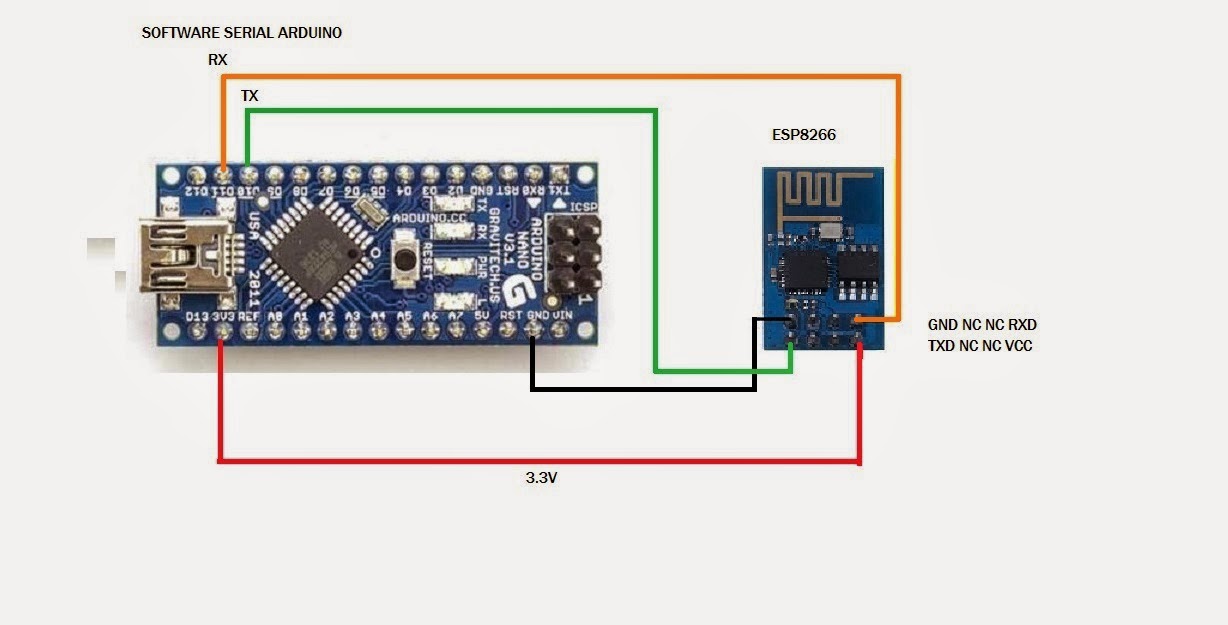 SOFTWARE SERIAL ARDUINO
RX
TX
ESP8266
D12 D11 D10 D9 D8 D7 D6 D5 D4 D3 D2 GND RST RX0 TX1
USA
2011
ARDUINO.CC
RESET
TX
RX
PWR
L
GRAVITECH.US
ARDUINO
NANO
V3.1
ICSP
1
D13 3V3 REF A0 A1 A2 A3 A4 A5 A6 A7 5V RST GND VIN
GND NC NC RXD
TXD NC NC VCC
3.3V